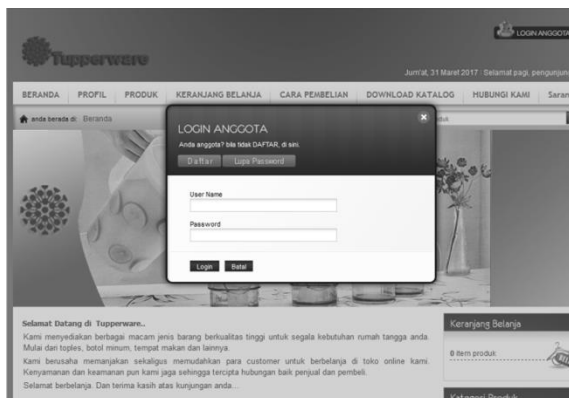 LOGIN ANGGOTA
Tupperware
Jum'at, 31 Maret 2017 : Selamat pagi, pengunjun
BERANDA PROFIL PRODUK KERANJANG BELANJA CARA PEMBELIAN DOWNLOAD KATALOG HUBUNGI KAMI Saran
anda berada di: Beranda
duk
LOGIN ANGGOTA
Anda anggota? bila tidak DAFTAR, di sini.
Daftar Lupa Password
User Name
Password
Login Batal
Selamat Datang di Tupperware..
Kami menyediakan berbagai macam jenis barang berkualitas tinggi untuk segala kebutuhan rumah tangga anda.
Mulai dari toples, botol minum, tempat makan dan lainnya.
Kami berusaha memanjakan sekaligus memudahkan para customer untuk berbelanja di toko online kami.
Kenyamanan dan keamanan pun kami jaga sehingga tercipta hubungan baik penjual dan pembeli.
Selamat berbelanja. Dan terima kasih atas kunjungan anda...
Keranjang Belanja
0 item produk
Kategori Produk